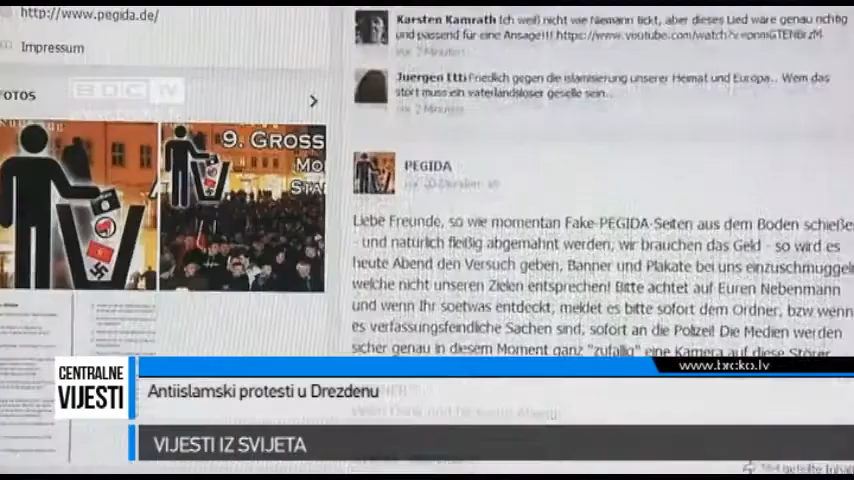 http://www.pegida.de/
Impressum
FOTOS
BDC TV
9. GROSS
Karsten Kamrath Ich weiß nicht wie Niemann tickt, aber dieses Lied wäre genau richtig
und passend für eine Ansage!!!
Juergen Etti Friedlich gegen die islamisierung unserer Heimat und Europa... Wem das
stört muss ein vaterlandsloser geselle sein..
vor 2 Minuten
PEGIDA
Liebe Freunde, so wie momentan Fake-PEGIDA-Seiten aus dem Boden schieße
- und natürlich fleißig abgemahnt werden, wir brauchen das Geld - so wird es
heute Abend den Versuch geben, Banner und Plakate bei uns einzuschmuggeln
welche nicht unseren Zielen entsprechen! Bitte achtet auf Euren Nebenmann
und wenn Ihr soetwas entdeckt, meldet es bitte sofort dem Ordner, bzw wenn
es verfassungsfeindliche Sachen sind, sofort an die Polizei! Die Medien werden
sicher genau in diesem Moment ganz "zufällig" eine Kamera auf diese Störer
www.brcko.tv
CENTRALNE
VIJESTI
Antiislamski protesti u Drezdenu
VIJESTI IZ SVIJETA